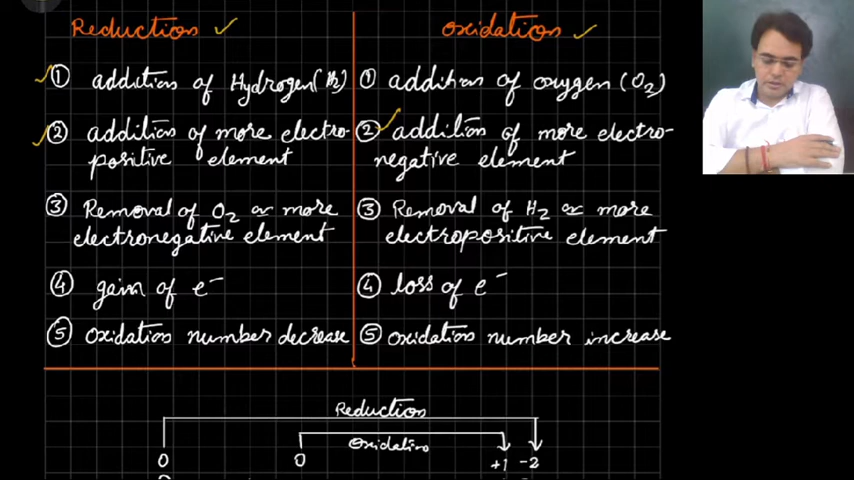 Reduction ✓
① addition of Hydrogen (H₂)
② addition of more electro-
positive element
③ Removal of O₂ or more
electronegative element
④ gain of e⁻
⑤ oxidation number decrease
oxidation ✓
① addition of oxygen (O₂)
② addition of more electro-
negative element
③ Removal of H₂ or more
electropositive element
④ loss of e⁻
⑤ oxidation number increase
Reduction
oxidation
0 0 +1 -2